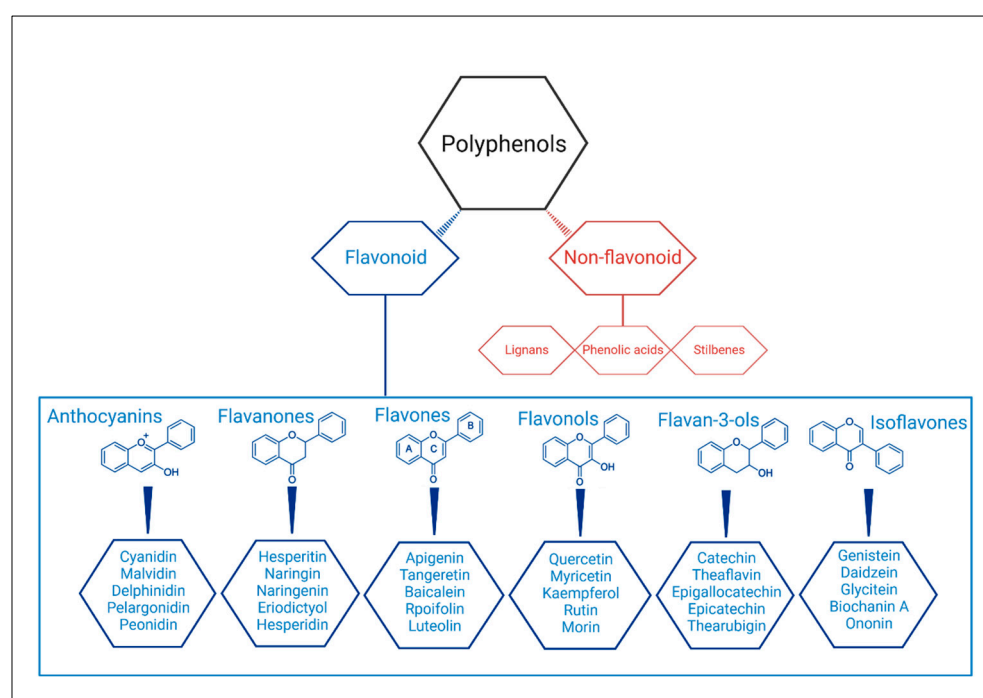 Polyphenols
Flavonoid
Non-flavonoid
Lignans
Phenolic acids
Stilbenes
Anthocyanins
O+
OH
Cyanidin
Malvidin
Delphinidin
Pelargonidin
Peonidin
Flavanones
O
O
Hesperitin
Naringin
Naringenin
Eriodictyol
Hesperidin
Flavones
B
O
A
C
O
Apigenin
Tangeretin
Baicalein
Rpoifolin
Luteolin
Flavonols
O
OH
O
Quercetin
Myricetin
Kaempferol
Rutin
Morin
Flavan-3-ols
O
OH
Catechin
Theaflavin
Epigallocatechin
Epicatechin
Thearubigin
Isoflavones
O
O
Genistein
Daidzein
Glycitein
Biochanin A
Ononin